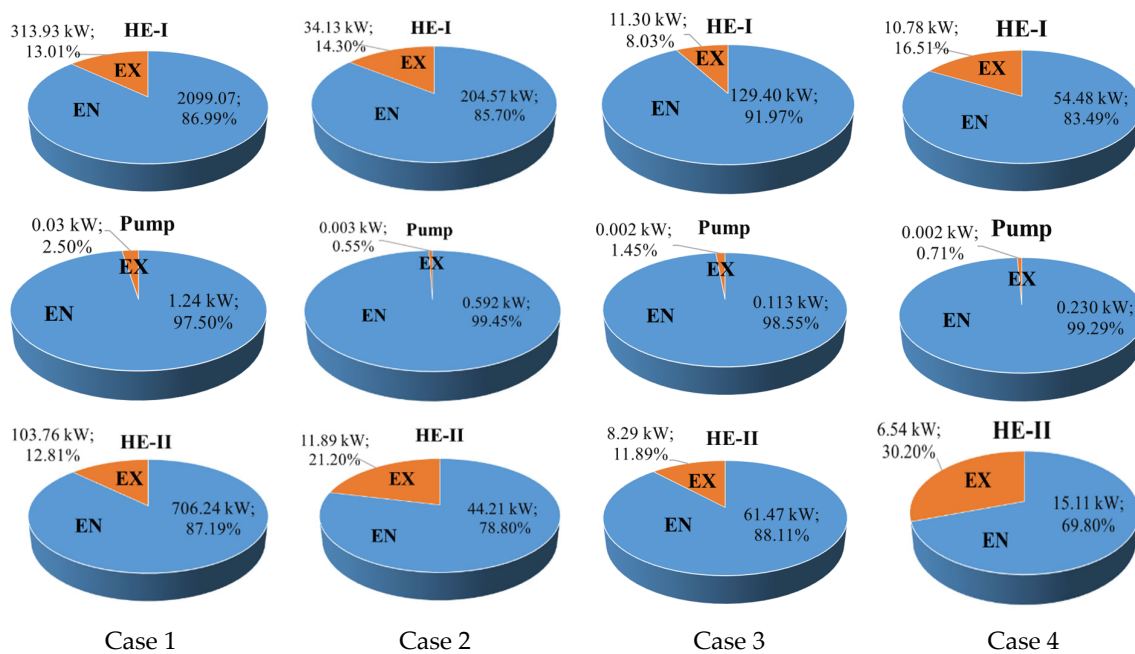 313.93 kW;
13.01%
HE-I
EX
EN
2099.07;
86.99%
34.13 kW;
14.30%
HE-I
EX
EN
204.57 kW;
85.70%
11.30 kW;
8.03%
HE-I
EX
EN
129.40 kW;
91.97%
10.78 kW;
16.51%
HE-I
EX
EN
54.48 kW;
83.49%
0.03 kW;
2.50%
Pump
EX
EN
1.24 kW;
97.50%
0.003 kW;
0.55%
Pump
EX
EN
0.592 kW;
99.45%
0.002 kW;
1.45%
Pump
EX
EN
0.113 kW;
98.55%
0.002 kW;
0.71%
Pump
EX
EN
0.230 kW;
99.29%
103.76 kW;
12.81%
HE-II
EX
EN
706.24 kW;
87.19%
11.89 kW;
21.20%
HE-II
EX
EN
44.21 kW;
78.80%
8.29 kW;
11.89%
HE-II
EX
EN
61.47 kW;
88.11%
6.54 kW;
30.20%
HE-II
EX
EN
15.11 kW;
69.80%
Case 1
Case 2
Case 3
Case 4